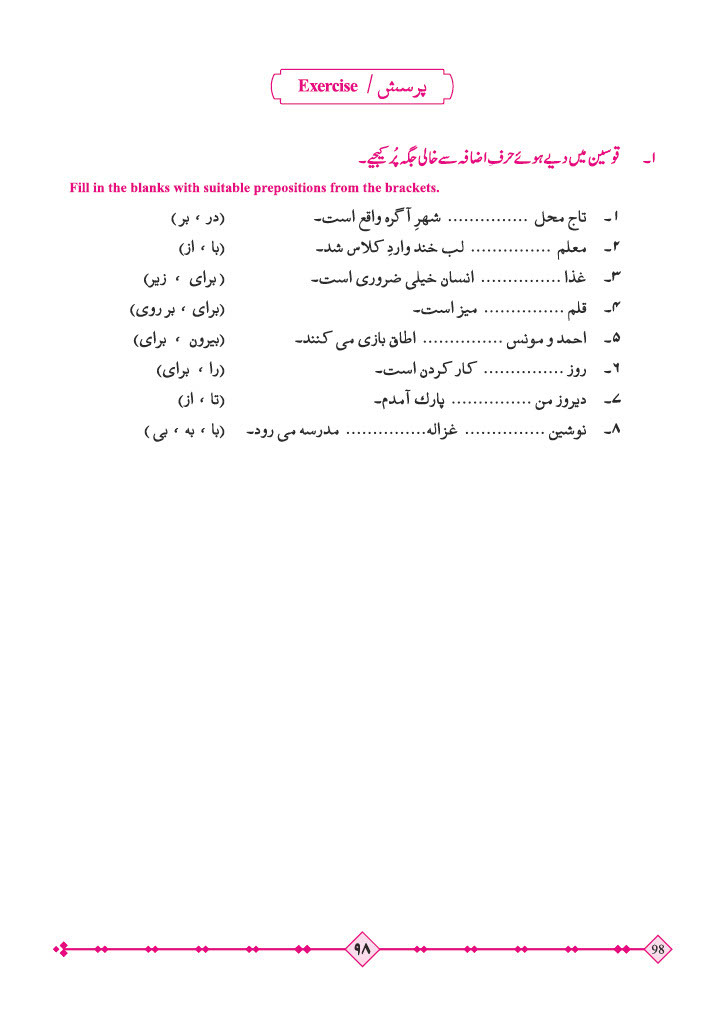 Exercise / پرسش
۱۔ قوسین میں دیے ہوئے حرفِ اضافہ سے خالی جگہ پُر کیجیے۔
Fill in the blanks with suitable prepositions from the brackets.
۱۔ تاج محل ............... شهرِ آگره واقع است۔ (در ، بر)
۲۔ معلم ............... لب خند واردِ کلاس شد۔ (با ، از)
۳۔ غذا ............... انسان خیلی ضروری است۔ (برای ، زیر)
۴۔ قلم ............... میز است۔ (برای ، بر روی)
۵۔ احمد و مونس ............... اطاق بازی می کنند۔ (بیرون ، برای)
۶۔ روز ............... کار کردن است۔ (را ، برای)
۷۔ دیروز من ............... پارك آمدم۔ (تا ، از)
۸۔ نوشین ............... غزاله............... مدرسه می رود۔ (با ، به ، بی)
۹۸
98